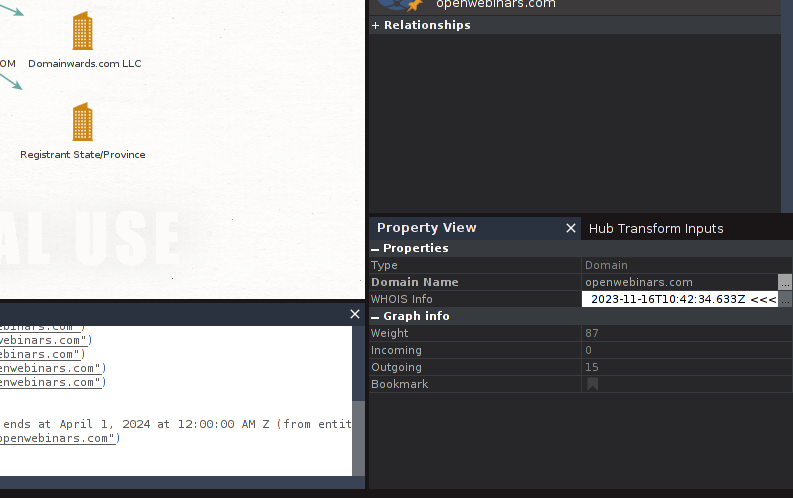 OM Domainwards.com LLC
Registrant State/Province
AL USE
openwebinars.com
+ Relationships
Property View × Hub Transform Inputs
Properties
Type Domain
Domain Name openwebinars.com ...
WHOIS Info 2023-11-16T10:42:34.633Z <<< ...
Graph info
Weight 87
Incoming 0
Outgoing 15
Bookmark
binars.com")
webinars.com")
ebinars.com")
enwebinars.com")
enwebinars.com")
ends at April 1, 2024 at 12:00:00 AM Z (from entit
openwebinars.com")